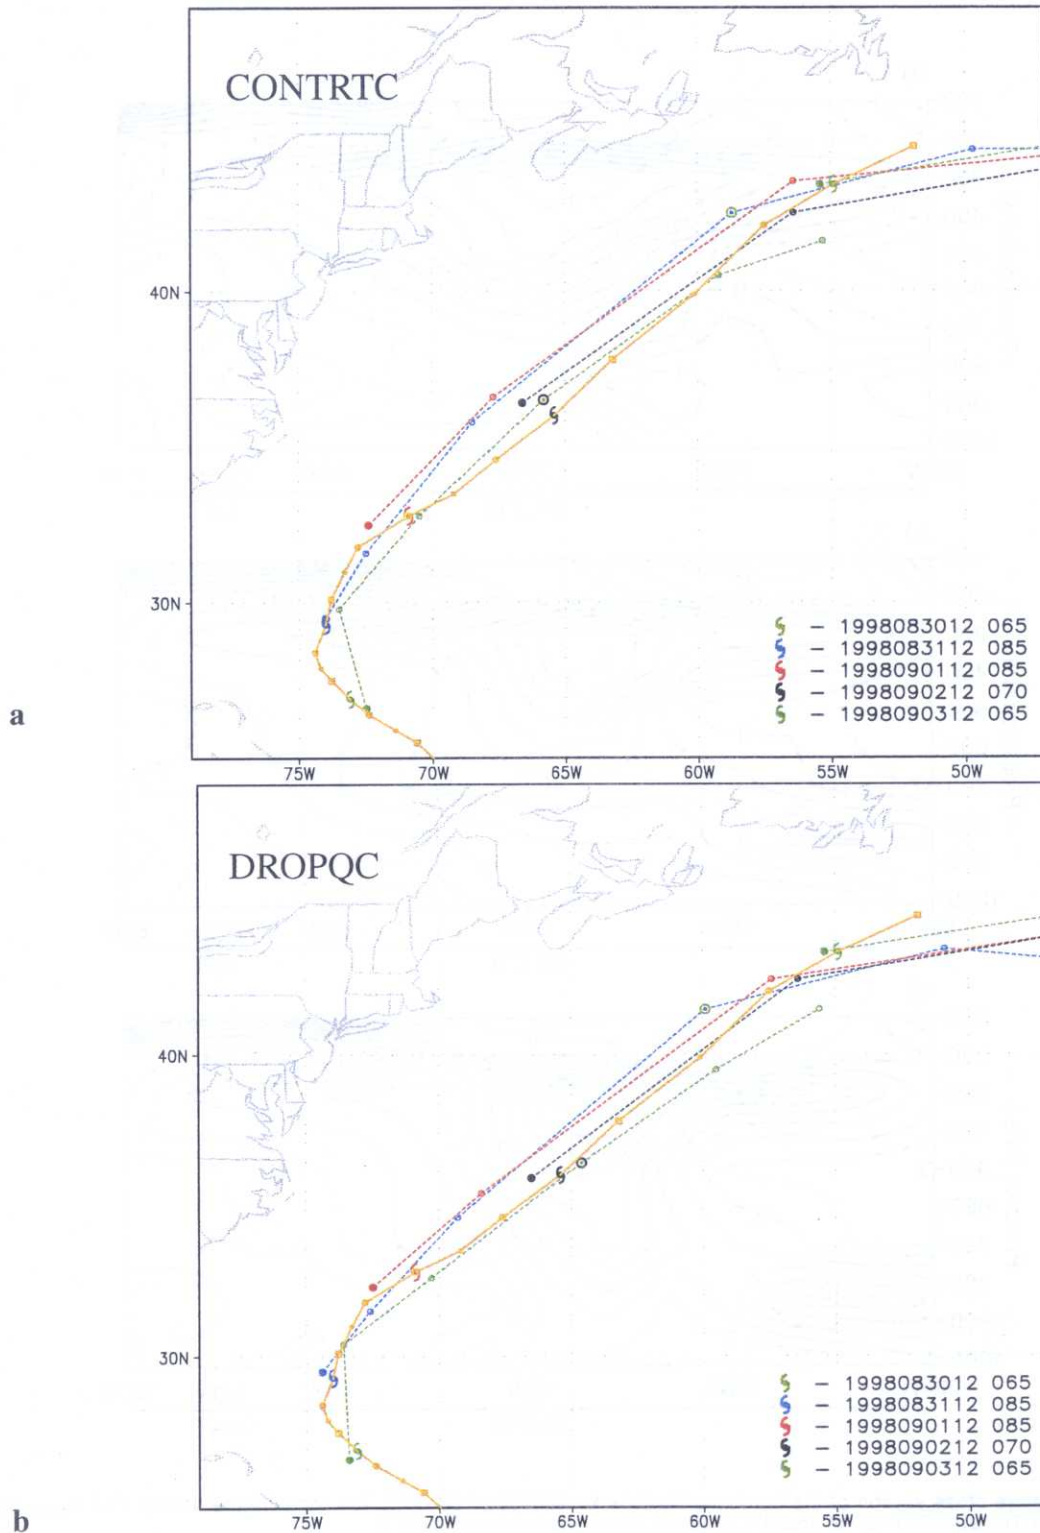 CONTRTC
40N
30N
– 1998083012 065
– 1998083112 085
– 1998090112 085
– 1998090212 070
– 1998090312 065
a
75W 70W 65W 60W 55W 50W
DROPQC
40N
30N
– 1998083012 065
– 1998083112 085
– 1998090112 085
– 1998090212 070
– 1998090312 065
b
75W 70W 65W 60W 55W 50W